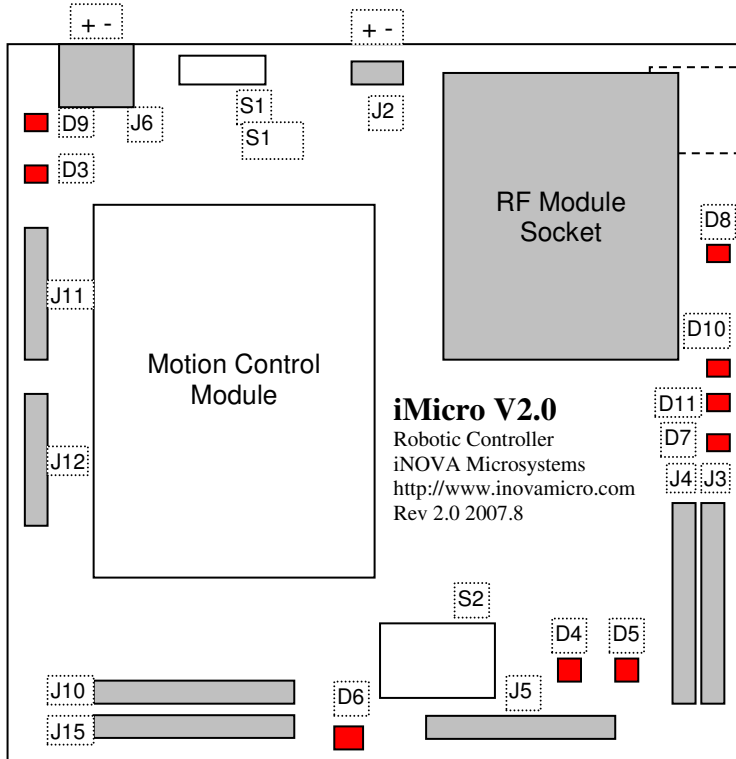 + -
+ -
S1
J2
D9
J6
S1
D3
RF Module
Socket
D8
J11
D10
Motion Control
Module
iMicro V2.0
D11
Robotic Controller
D7
iNOVA Microsystems
J12
http://www.inovamicro.com
J4
J3
Rev 2.0 2007.8
S2
D4
D5
J10
D6
J5
J15